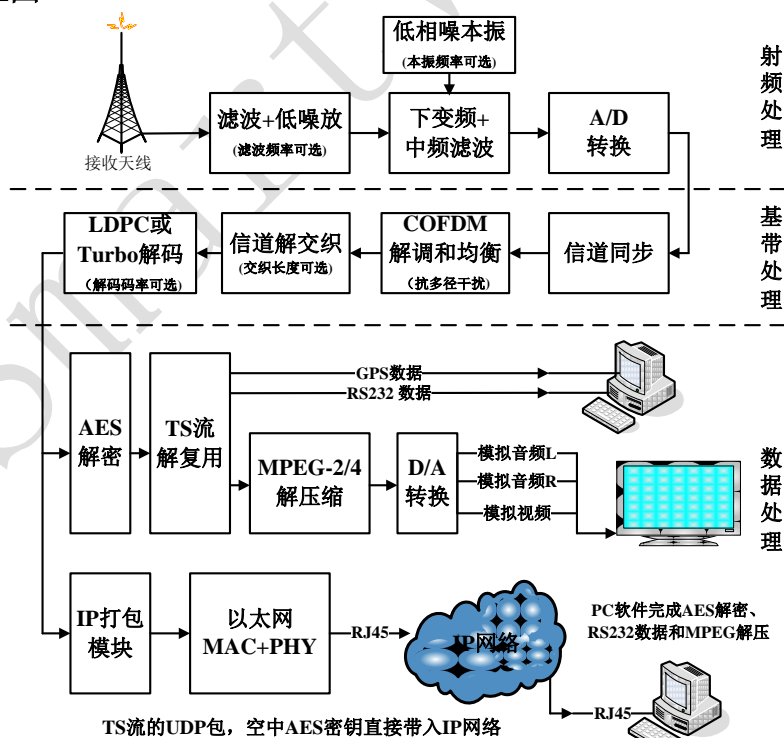 低相噪本振
(本振频率可选)
射频处理
滤波+低噪放
(滤波频率可选)
下变频+
中频滤波
A/D
转换
接收天线
LDPC或
Turbo解码
（解码码率可选)
信道解交织
(交织长度可选)
COFDM
解调和均衡
（抗多径干扰)
信道同步
基带处理
GPS数据
RS232 数据
AES
解密
TS流
解复用
MPEG-2/4
解压缩
D/A
转换
模拟音频L
模拟音频R
模拟视频
数据处理
IP打包
模块
以太网
MAC+PHY
RJ45
IP网络
PC软件完成AES解密、
RS232数据和MPEG解压
RJ45
TS流的UDP包，空中AES密钥直接带入IP网络